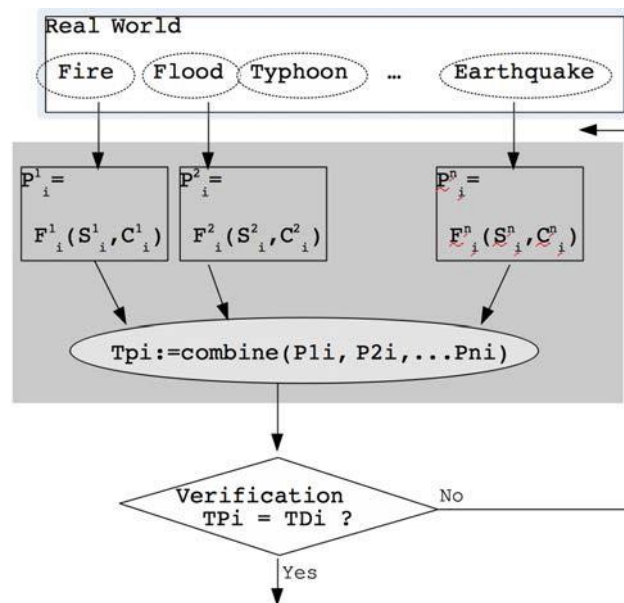 Real World
Fire Flood Typhoon … Earthquake
P¹ᵢ= P²ᵢ= Pⁿᵢ=
F¹ᵢ(S¹ᵢ,C¹ᵢ) F²ᵢ(S²ᵢ,C²ᵢ) Fⁿᵢ(Sⁿᵢ,Cⁿᵢ)
Tpi:=combine(P1i, P2i,...Pni)
Verification
TPi = TDi ?
No
Yes